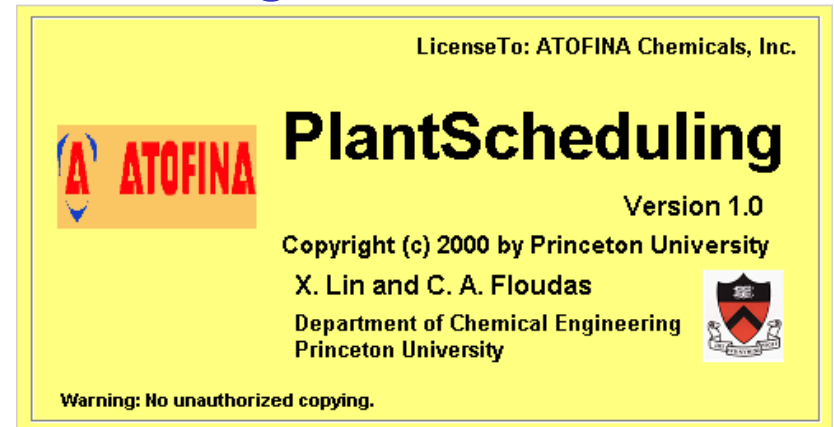 LicenseTo: ATOFINA Chemicals, Inc.
ATOFINA
PlantScheduling
Version 1.0
Copyright (c) 2000 by Princeton University
X. Lin and C. A. Floudas
Department of Chemical Engineering
Princeton University
Warning: No unauthorized copying.